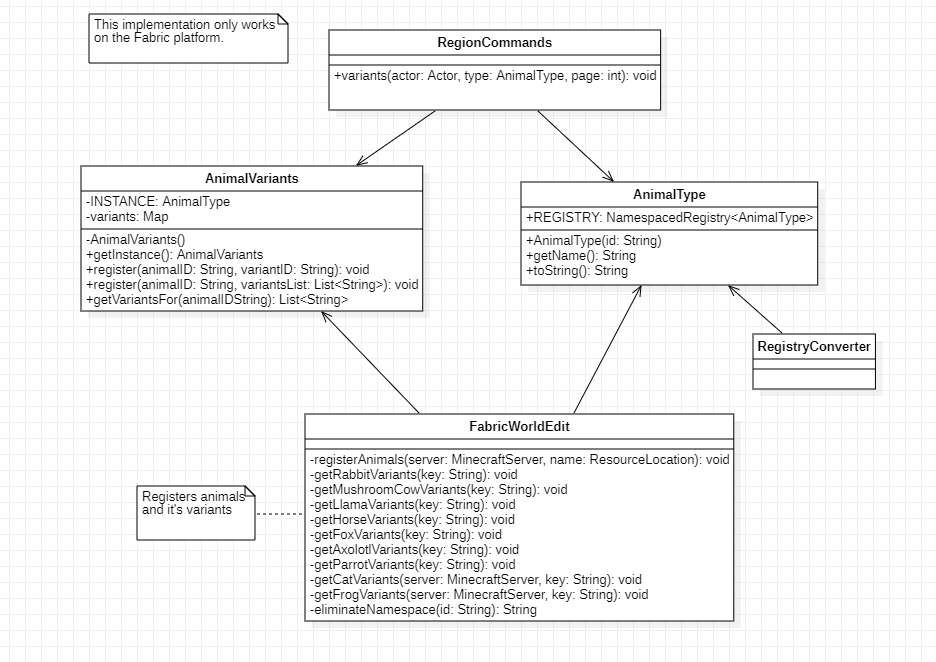 This implementation only works
on the Fabric platform.
RegionCommands
+variants(actor: Actor, type: AnimalType, page: int): void
AnimalVariants
-INSTANCE: AnimalType
-variants: Map
-AnimalVariants()
+getInstance(): AnimalVariants
+register(animalID: String, variantID: String): void
+register(animalID: String, variantsList: List<String>): void
+getVariantsFor(animalIDString): List<String>
AnimalType
+REGISTRY: NamespacedRegistry<AnimalType>
+AnimalType(id: String)
+getName(): String
+toString(): String
RegistryConverter
FabricWorldEdit
-registerAnimals(server: MinecraftServer, name: ResourceLocation): void
-getRabbitVariants(key: String): void
-getMushroomCowVariants(key: String): void
-getLlamaVariants(key: String): void
-getHorseVariants(key: String): void
-getFoxVariants(key: String): void
-getAxolotlVariants(key: String): void
-getParrotVariants(key: String): void
-getCatVariants(server: MinecraftServer, key: String): void
-getFrogVariants(server: MinecraftServer, key: String): void
-eliminateNamespace(id: String): String
Registers animals
and it's variants